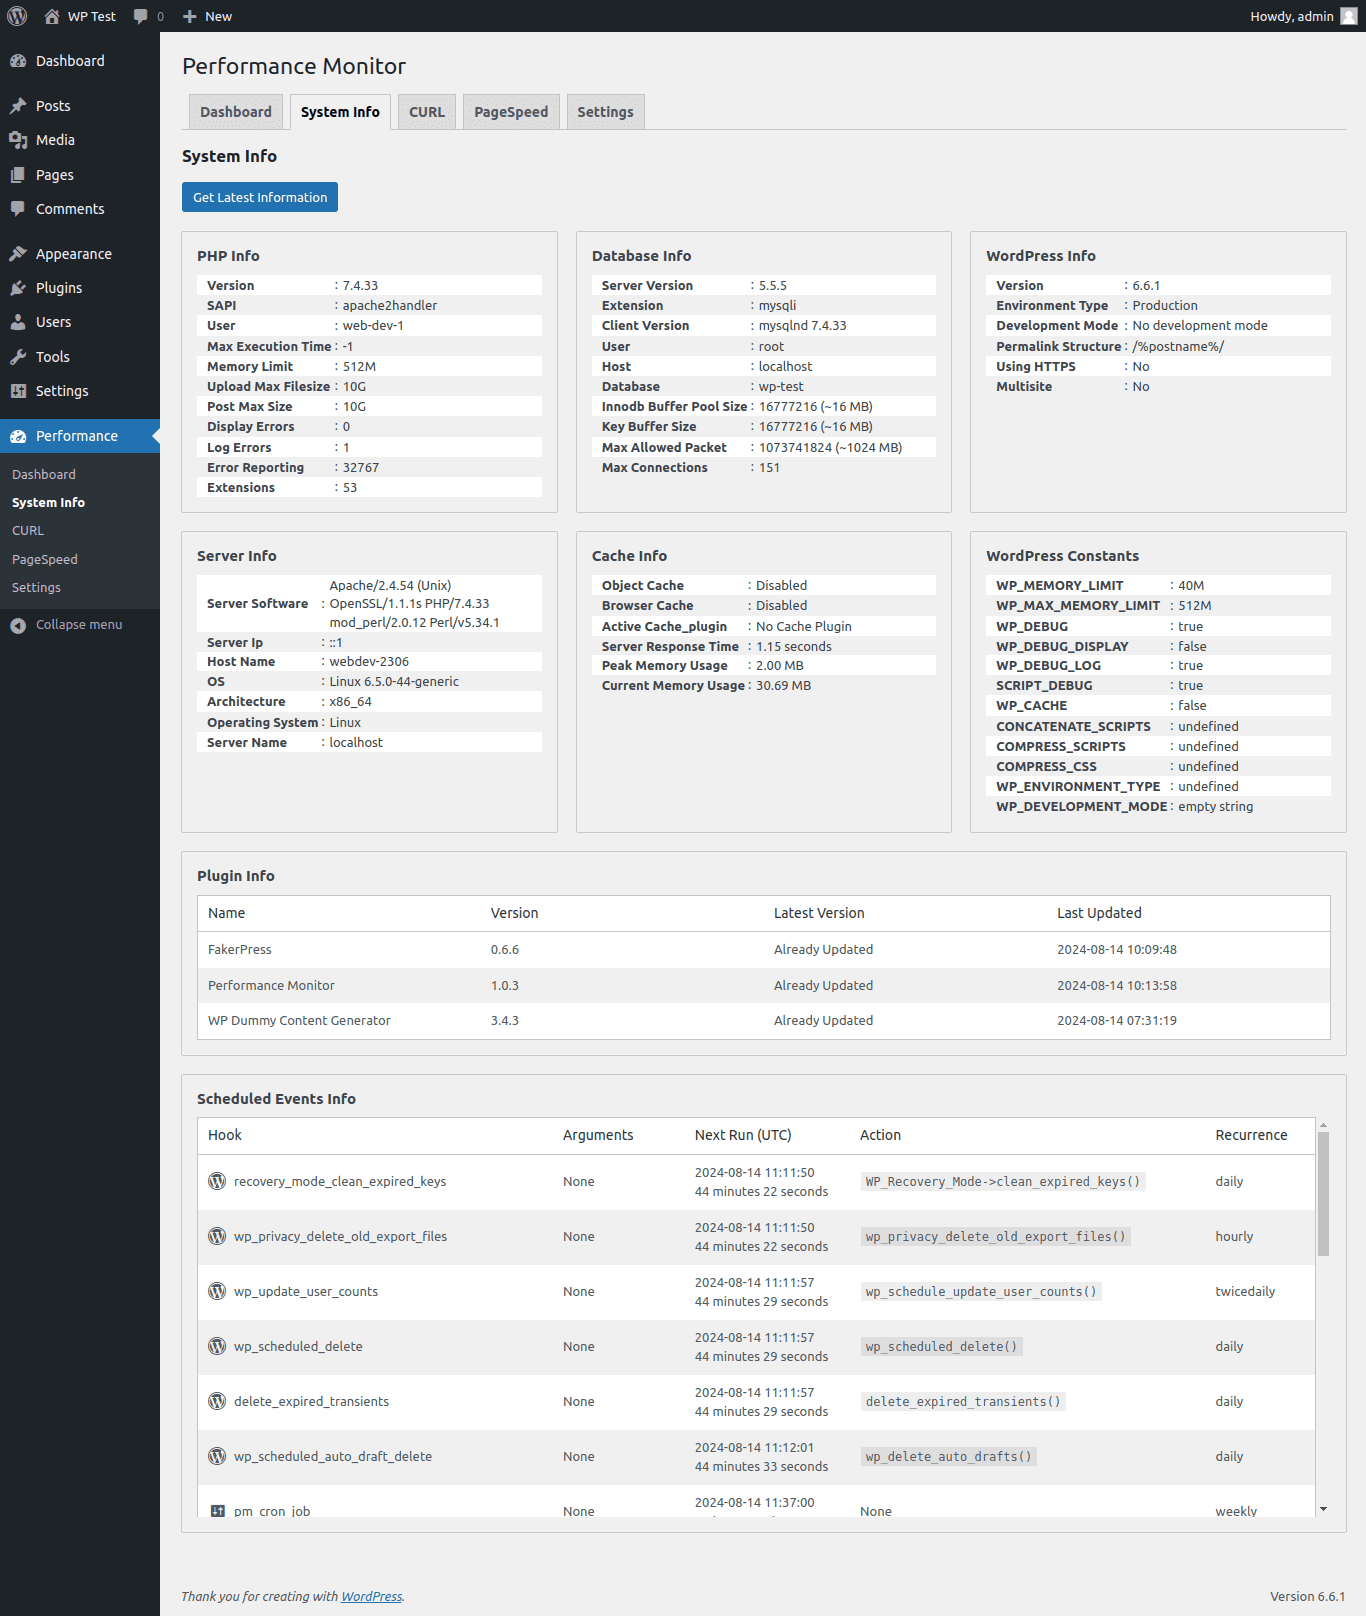 WP Test 0 New Howdy, admin
Dashboard
Posts
Media
Pages
Comments
Appearance
Plugins
Users
Tools
Settings
Performance
Dashboard
System Info
CURL
PageSpeed
Settings
Collapse menu
Performance Monitor
Dashboard System Info CURL PageSpeed Settings
System Info
Get Latest Information
PHP Info
Version : 7.4.33
SAPI : apache2handler
User : web-dev-1
Max Execution Time : -1
Memory Limit : 512M
Upload Max Filesize : 10G
Post Max Size : 10G
Display Errors : 0
Log Errors : 1
Error Reporting : 32767
Extensions : 53
Database Info
Server Version : 5.5.5
Extension : mysqli
Client Version : mysqlnd 7.4.33
User : root
Host : localhost
Database : wp-test
Innodb Buffer Pool Size : 16777216 (~16 MB)
Key Buffer Size : 16777216 (~16 MB)
Max Allowed Packet : 1073741824 (~1024 MB)
Max Connections : 151
WordPress Info
Version : 6.6.1
Environment Type : Production
Development Mode : No development mode
Permalink Structure : /%postname%/
Using HTTPS : No
Multisite : No
Server Info
Apache/2.4.54 (Unix)
Server Software : OpenSSL/1.1.1s PHP/7.4.33
mod_perl/2.0.12 Perl/v5.34.1
Server Ip : ::1
Host Name : webdev-2306
OS : Linux 6.5.0-44-generic
Architecture : x86_64
Operating System : Linux
Server Name : localhost
Cache Info
Object Cache : Disabled
Browser Cache : Disabled
Active Cache_plugin : No Cache Plugin
Server Response Time : 1.15 seconds
Peak Memory Usage : 2.00 MB
Current Memory Usage : 30.69 MB
WordPress Constants
WP_MEMORY_LIMIT : 40M
WP_MAX_MEMORY_LIMIT : 512M
WP_DEBUG : true
WP_DEBUG_DISPLAY : false
WP_DEBUG_LOG : true
SCRIPT_DEBUG : true
WP_CACHE : false
CONCATENATE_SCRIPTS : undefined
COMPRESS_SCRIPTS : undefined
COMPRESS_CSS : undefined
WP_ENVIRONMENT_TYPE : undefined
WP_DEVELOPMENT_MODE : empty string
Plugin Info
Name Version Latest Version Last Updated
FakerPress 0.6.6 Already Updated 2024-08-14 10:09:48
Performance Monitor 1.0.3 Already Updated 2024-08-14 10:13:58
WP Dummy Content Generator 3.4.3 Already Updated 2024-08-14 07:31:19
Scheduled Events Info
Hook Arguments Next Run (UTC) Action Recurrence
recovery_mode_clean_expired_keys None 2024-08-14 11:11:50 WP_Recovery_Mode->clean_expired_keys() daily
44 minutes 22 seconds
wp_privacy_delete_old_export_files None 2024-08-14 11:11:50 wp_privacy_delete_old_export_files() hourly
44 minutes 22 seconds
wp_update_user_counts None 2024-08-14 11:11:57 wp_schedule_update_user_counts() twicedaily
44 minutes 29 seconds
wp_scheduled_delete None 2024-08-14 11:11:57 wp_scheduled_delete() daily
44 minutes 29 seconds
delete_expired_transients None 2024-08-14 11:11:57 delete_expired_transients() daily
44 minutes 29 seconds
wp_scheduled_auto_draft_delete None 2024-08-14 11:12:01 wp_delete_auto_drafts() daily
44 minutes 33 seconds
pm_cron_job None 2024-08-14 11:37:00 None weekly
Thank you for creating with WordPress. Version 6.6.1